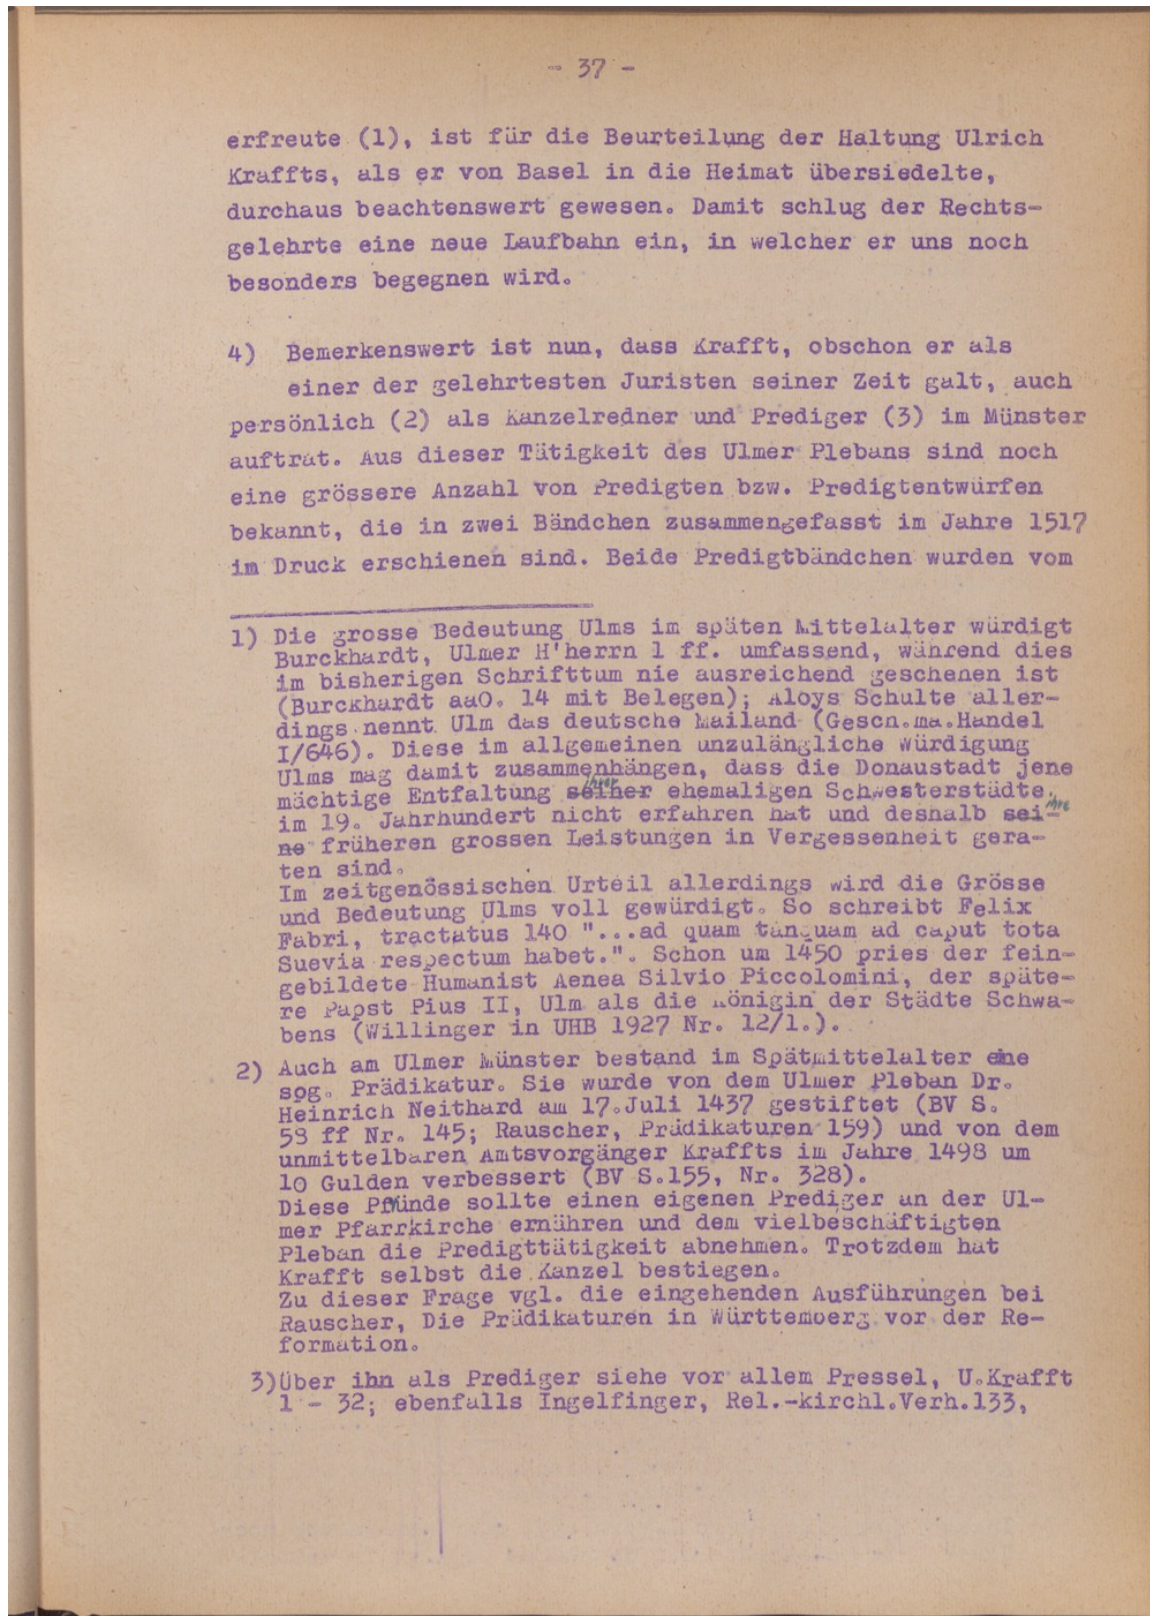 - 37 -
erfreute (1), ist für die Beurteilung der Haltung Ulrich
Kraffts, als er von Basel in die Heimat übersiedelte,
durchaus beachtenswert gewesen. Damit schlug der Rechts-
gelehrte eine neue Laufbahn ein, in welcher er uns noch
besonders begegnen wird.
4) Bemerkenswert ist nun, dass Krafft, obschon er als
einer der gelehrtesten Juristen seiner Zeit galt, auch
persönlich (2) als Kanzelredner und Prediger (3) im Münster
auftrat. Aus dieser Tätigkeit des Ulmer Plebans sind noch
eine grössere Anzahl von Predigten bzw. Predigtentwürfen
bekannt, die in zwei Bändchen zusammengefasst im Jahre 1517
im Druck erschienen sind. Beide Predigtbändchen wurden vom
1) Die grosse Bedeutung Ulms im späten Mittelalter würdigt
Burckhardt, Ulmer H'herrn 1 ff. umfassend, während dies
im bisherigen Schrifttum nie ausreichend geschehen ist
(Burckhardt aaO. 14 mit Belegen); Aloys Schulte aller-
dings nennt Ulm das deutsche Mailand (Gesch.ma.Handel
I/646). Diese im allgemeinen unzulängliche Würdigung
Ulms mag damit zusammenhängen, dass die Donaustadt jene
mächtige Entfaltung seiner ihrer ehemaligen Schwesterstädte
im 19. Jahrhundert nicht erfahren hat und deshalb sei- ihre
ne früheren grossen Leistungen in Vergessenheit gera-
ten sind.
Im zeitgenössischen Urteil allerdings wird die Grösse
und Bedeutung Ulms voll gewürdigt. So schreibt Felix
Fabri, tractatus 140 "...ad quam tanquam ad caput tota
Suevia respectum habet.". Schon um 1450 pries der fein-
gebildete Humanist Aenea Silvio Piccolomini, der späte-
re Papst Pius II, Ulm als die Königin der Städte Schwa-
bens (Willinger in UHB 1927 Nr. 12/1.).
2) Auch am Ulmer Münster bestand im Spätmittelalter eine
sog. Prädikatur. Sie wurde von dem Ulmer Pleban Dr.
Heinrich Neithard am 17.Juli 1437 gestiftet (BV S.
58 ff Nr. 145; Rauscher, Prädikaturen 159) und von dem
unmittelbaren Amtsvorgänger Kraffts im Jahre 1498 um
10 Gulden verbessert (BV S.155, Nr. 328).
Diese Pfründe sollte einen eigenen Prediger an der Ul-
mer Pfarrkirche ernähren und dem vielbeschäftigten
Pleban die Predigttätigkeit abnehmen. Trotzdem hat
Krafft selbst die Kanzel bestiegen.
Zu dieser Frage vgl. die eingehenden Ausführungen bei
Rauscher, Die Prädikaturen in Württemberg vor der Re-
formation.
3)Über ihn als Prediger siehe vor allem Pressel, U.Krafft
1 - 32; ebenfalls Ingelfinger, Rel.-kirchl.Verh.133,